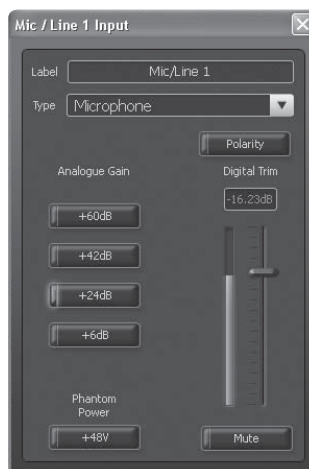 Mic / Line 1 Input
Label Mic/Line 1
Type Microphone
Polarity
Analogue Gain Digital Trim
-16.23dB
+60dB
+42dB
+24dB
+6dB
Phantom
Power
+48V Mute